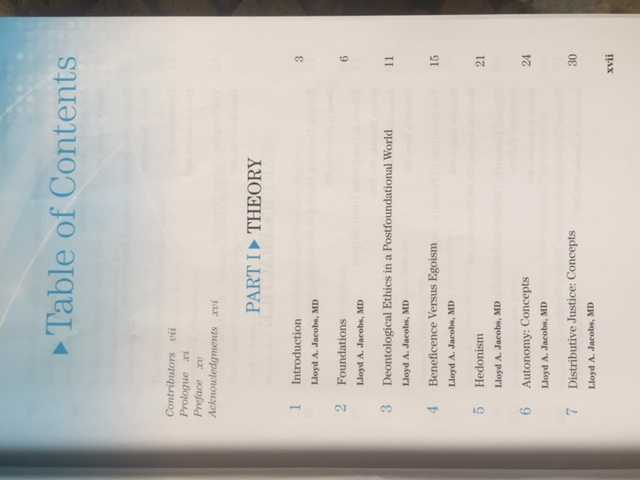 ▶Table of Contents
Contributors vii
Prologue xi
Preface xv
Acknowledgments xvi
PART I▶ THEORY
1 Introduction 3
Lloyd A. Jacobs, MD
2 Foundations 6
Lloyd A. Jacobs, MD
3 Deontological Ethics in a Postfoundational World 11
Lloyd A. Jacobs, MD
4 Beneficence Versus Egoism 15
Lloyd A. Jacobs, MD
5 Hedonism 21
Lloyd A. Jacobs, MD
6 Autonomy: Concepts 24
Lloyd A. Jacobs, MD
7 Distributive Justice: Concepts 30
Lloyd A. Jacobs, MD
xvii